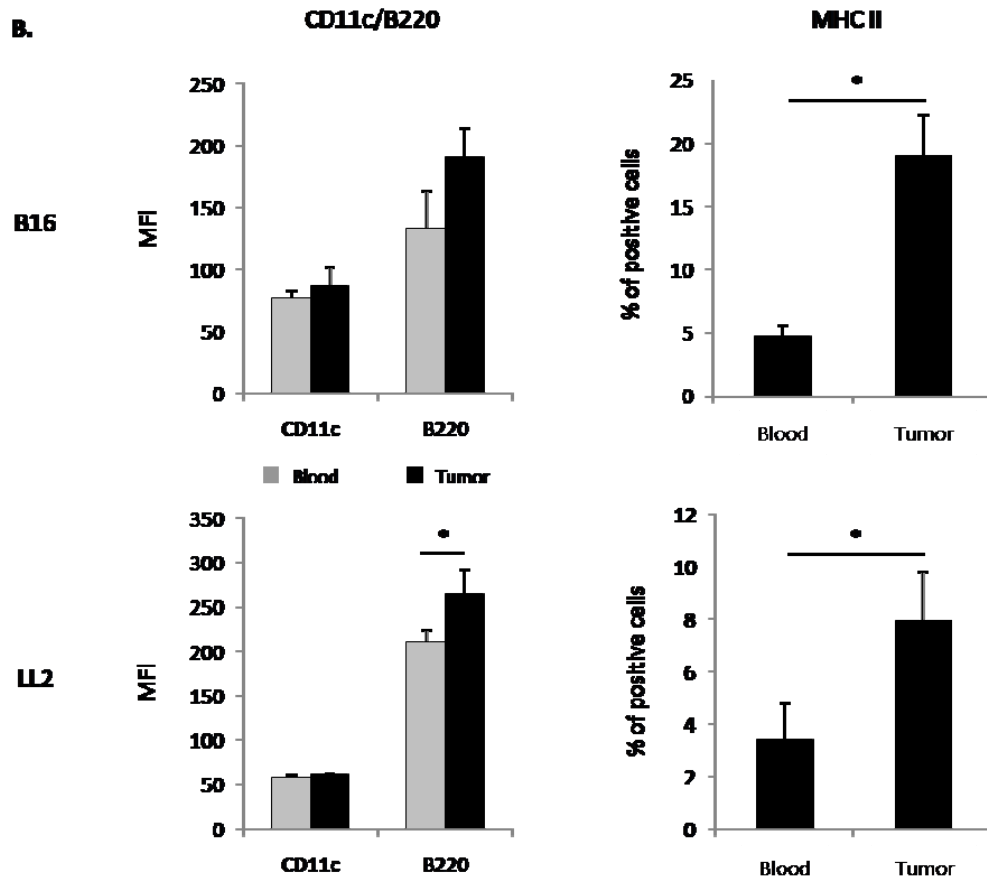 B.
CD11c/B220
MHC II
B16
MFI
250
200
150
100
50
0
CD11c
B220
% of positive cells
25
20
15
10
5
0
*
Blood
Tumor
Blood
Tumor
LL2
MFI
350
300
250
200
150
100
50
0
*
CD11c
B220
% of positive cells
12
10
8
6
4
2
0
*
Blood
Tumor